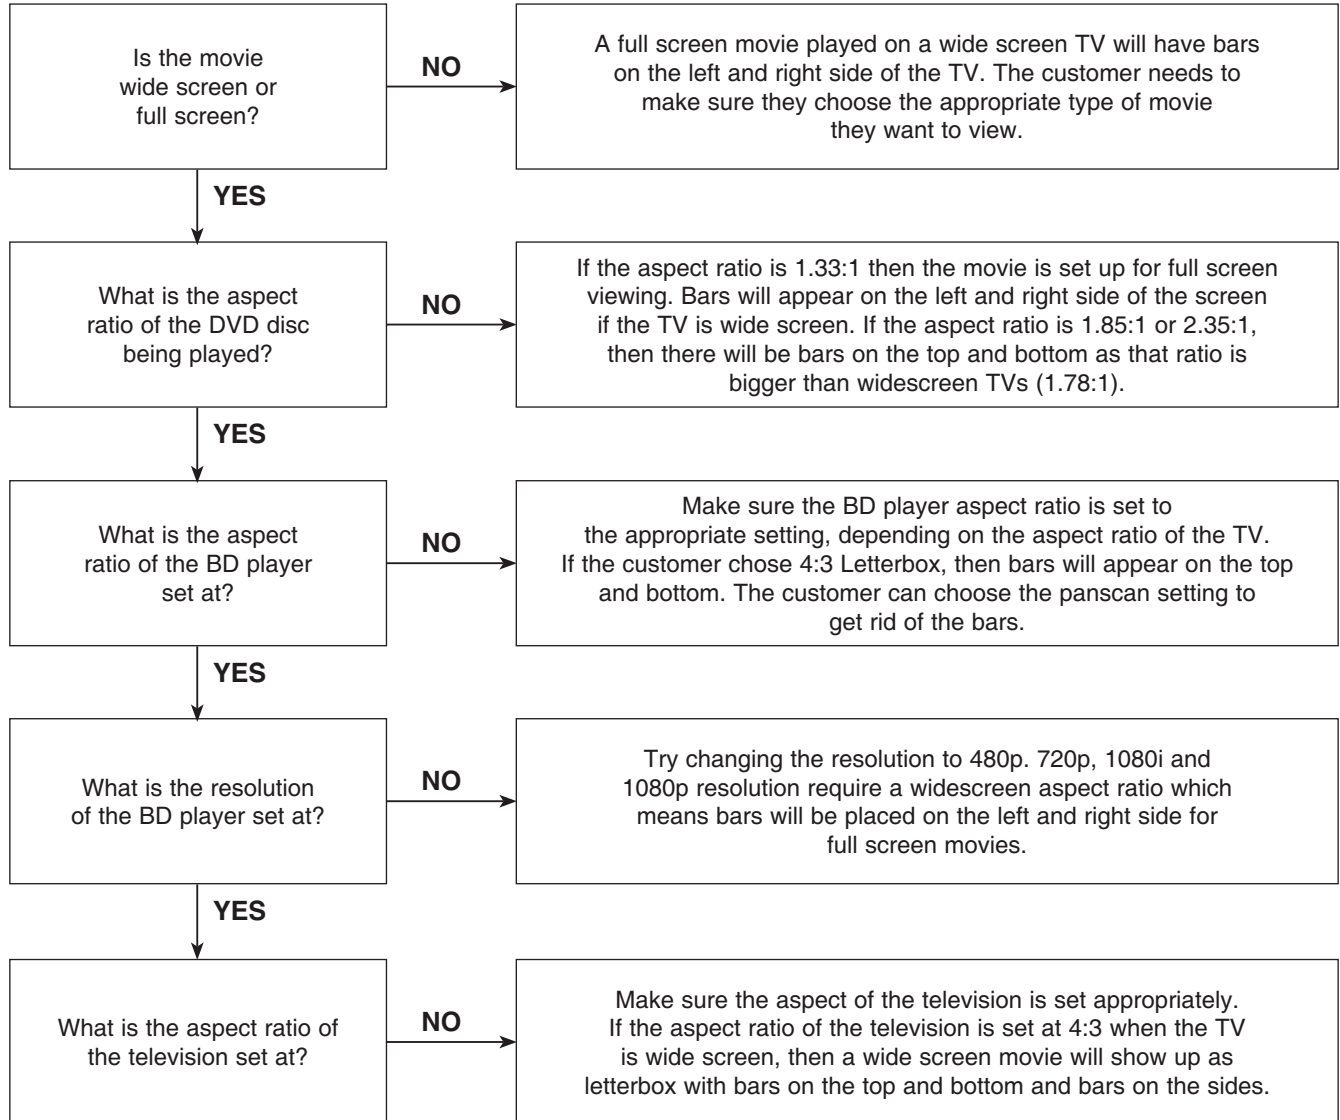 Is the movie
wide screen or
full screen?
NO
A full screen movie played on a wide screen TV will have bars
on the left and right side of the TV. The customer needs to
make sure they choose the appropriate type of movie
they want to view.
YES
What is the aspect
ratio of the DVD disc
being played?
NO
If the aspect ratio is 1.33:1 then the movie is set up for full screen
viewing. Bars will appear on the left and right side of the screen
if the TV is wide screen. If the aspect ratio is 1.85:1 or 2.35:1,
then there will be bars on the top and bottom as that ratio is
bigger than widescreen TVs (1.78:1).
YES
What is the aspect
ratio of the BD player
set at?
NO
Make sure the BD player aspect ratio is set to
the appropriate setting, depending on the aspect ratio of the TV.
If the customer chose 4:3 Letterbox, then bars will appear on the top
and bottom. The customer can choose the panscan setting to
get rid of the bars.
YES
What is the resolution
of the BD player set at?
NO
Try changing the resolution to 480p. 720p, 1080i and
1080p resolution require a widescreen aspect ratio which
means bars will be placed on the left and right side for
full screen movies.
YES
What is the aspect ratio of
the television set at?
NO
Make sure the aspect of the television is set appropriately.
If the aspect ratio of the television is set at 4:3 when the TV
is wide screen, then a wide screen movie will show up as
letterbox with bars on the top and bottom and bars on the sides.